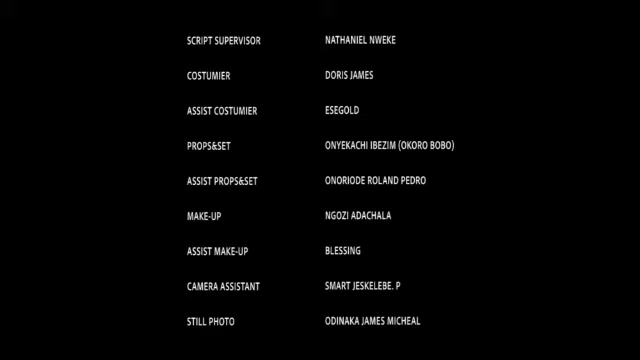 SCRIPT SUPERVISOR NATHANIEL NWEKE
COSTUMIER DORIS JAMES
ASSIST COSTUMIER ESEGOLD
PROPS&SET ONYEKACHI IBEZIM (OKORO BOBO)
ASSIST PROPS&SET ONORIODE ROLAND PEDRO
MAKE-UP NGOZI ADACHALA
ASSIST MAKE-UP BLESSING
CAMERA ASSISTANT SMART JESKELEBE. P
STILL PHOTO ODINAKA JAMES MICHEAL